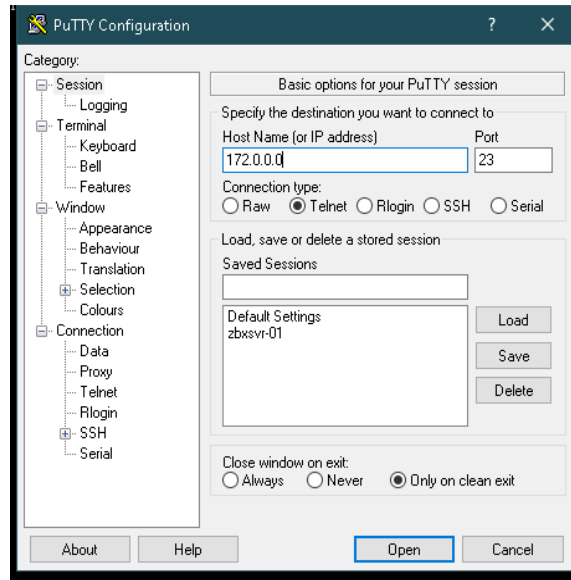 PuTTY Configuration ? ×
Category:
Session
Logging
Terminal
Keyboard
Bell
Features
Window
Appearance
Behaviour
Translation
Selection
Colours
Connection
Data
Proxy
Telnet
Rlogin
SSH
Serial
Basic options for your PuTTY session
Specify the destination you want to connect to
Host Name (or IP address) Port
172.0.0.0 23
Connection type:
Raw Telnet Rlogin SSH Serial
Load, save or delete a stored session
Saved Sessions
Default Settings
zbxsvr-01
Load
Save
Delete
Close window on exit:
Always Never Only on clean exit
About Help Open Cancel